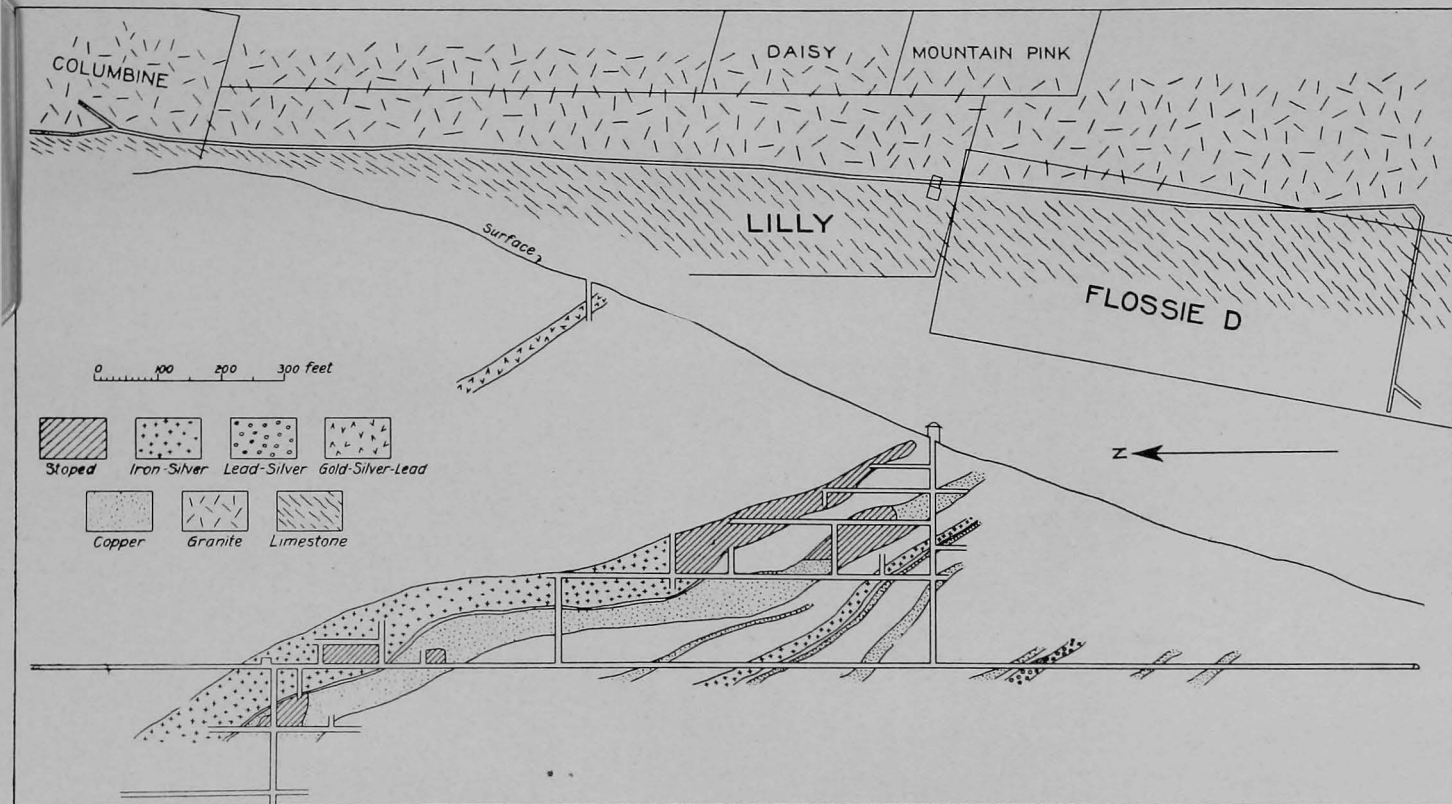 COLUMBINE
DAISY
MOUNTAIN PINK
LILLY
Surface
FLOSSIE D
0 100 200 300 feet
Stoped Iron-Silver Lead-Silver Gold-Silver-Lead
Copper Granite Limestone
N